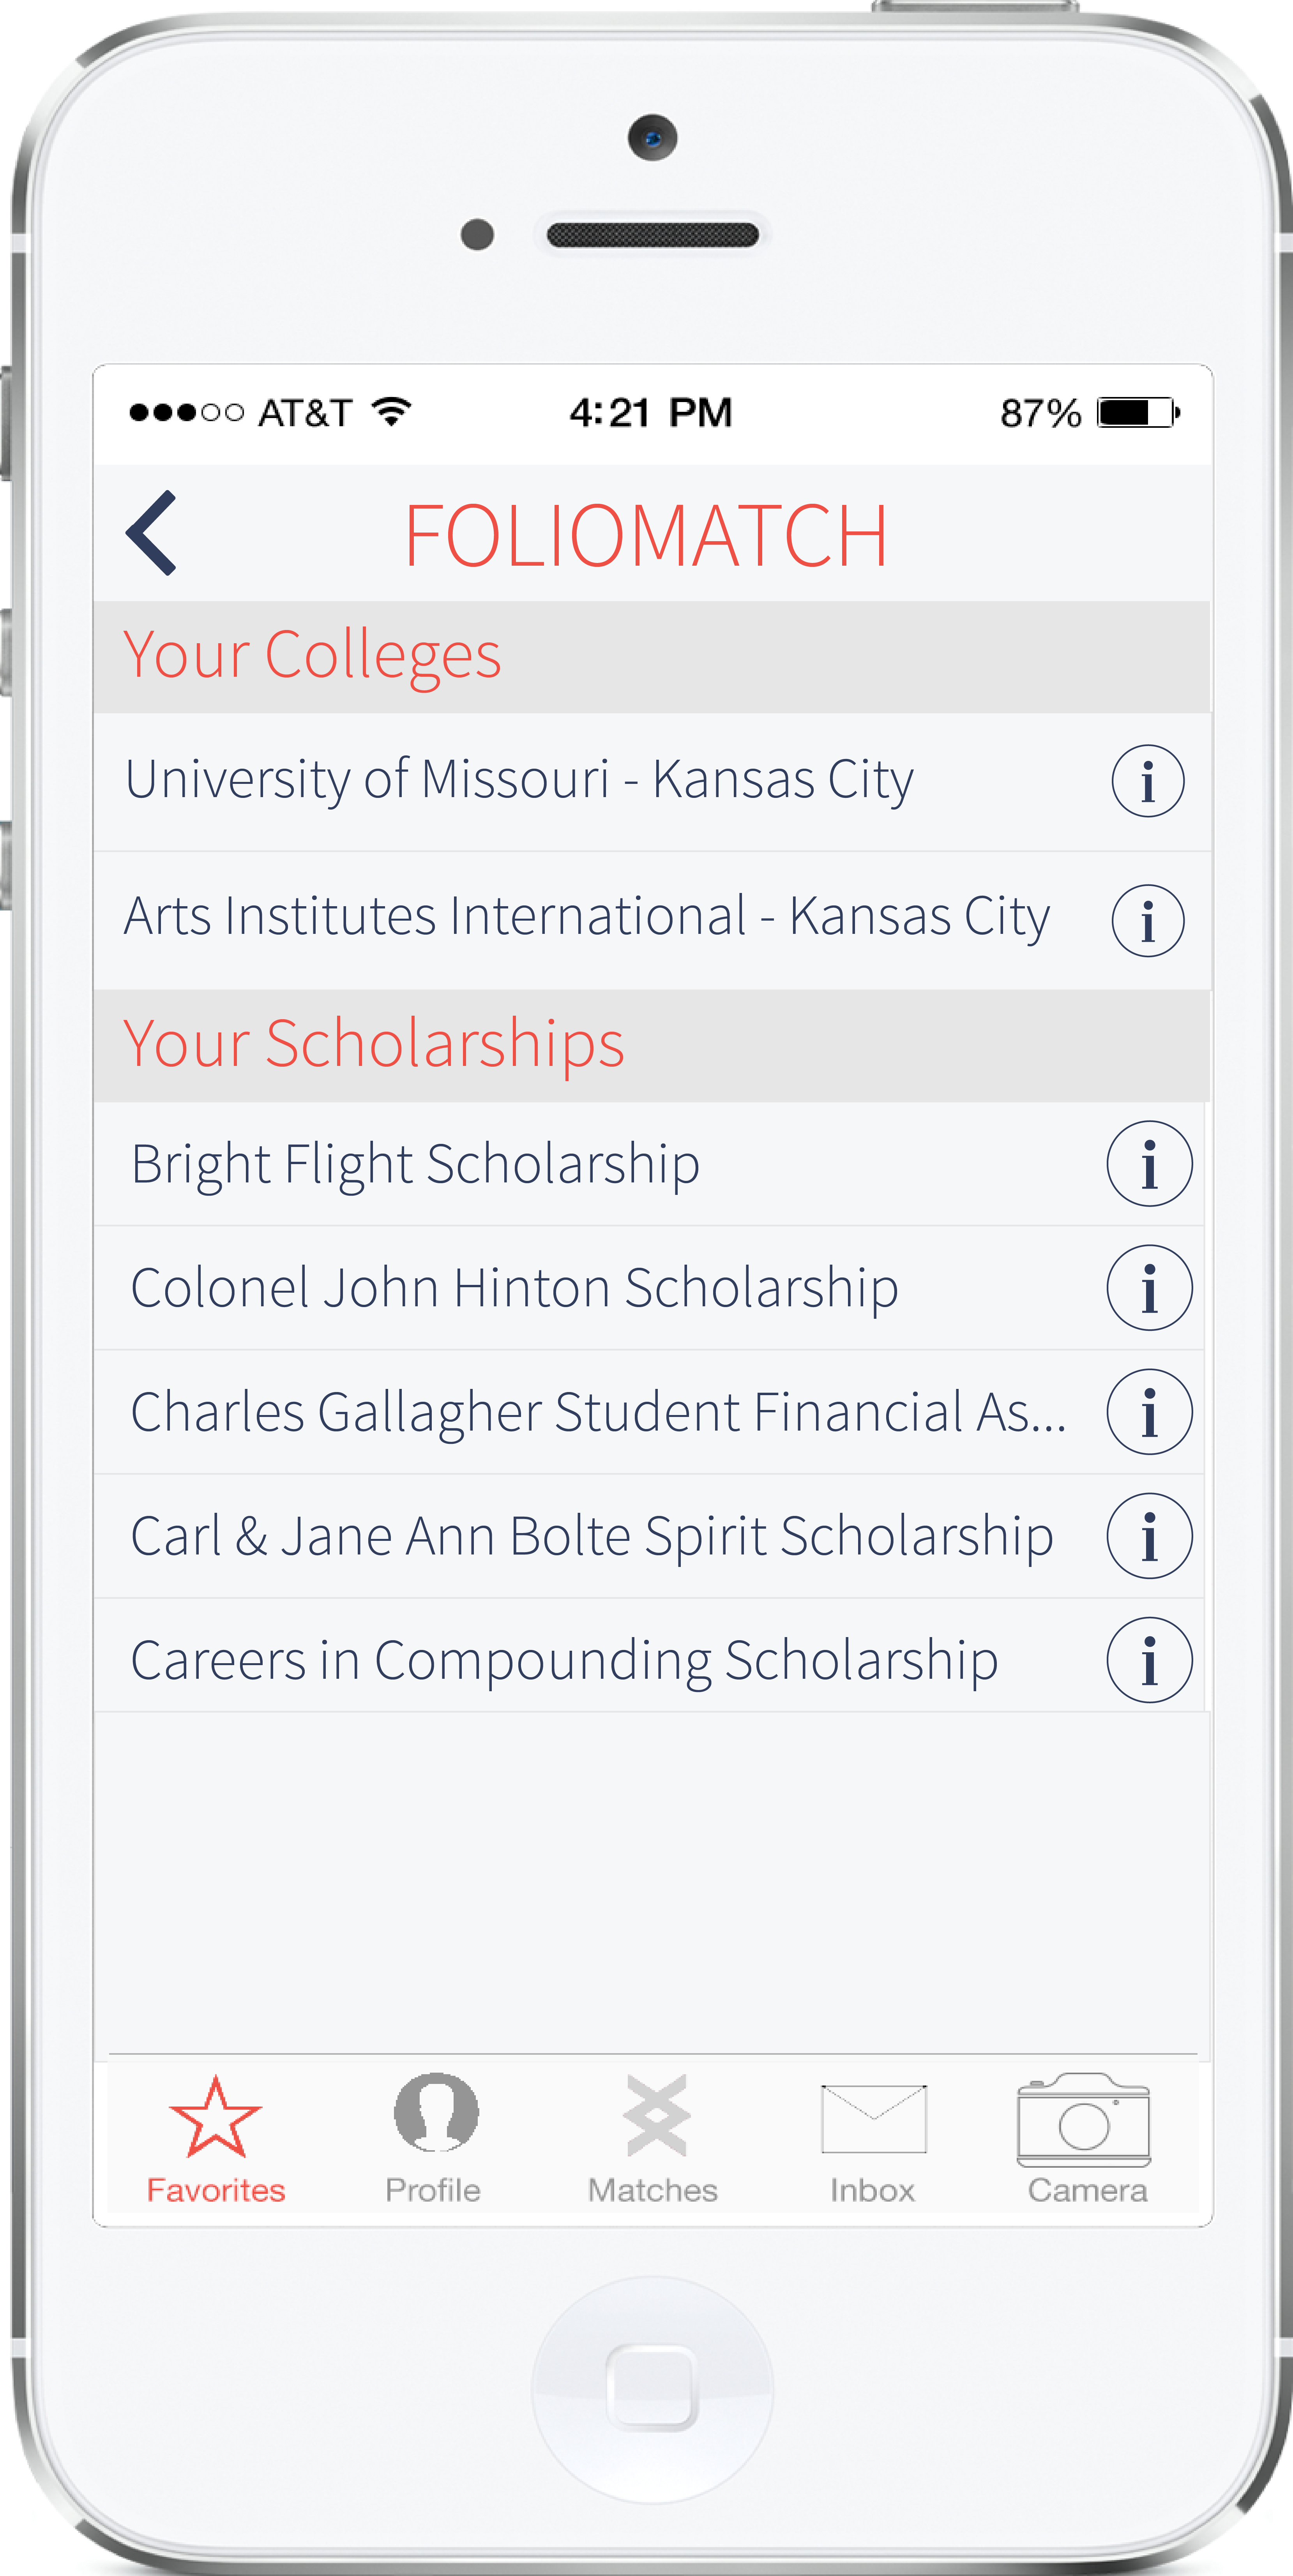 AT&T 4:21 PM 87%
FOLIOMATCH
Your Colleges
University of Missouri - Kansas City
i
Arts Institutes International - Kansas City
i
Your Scholarships
Bright Flight Scholarship
i
Colonel John Hinton Scholarship
i
Charles Gallagher Student Financial As...
i
Carl & Jane Ann Bolte Spirit Scholarship
i
Careers in Compounding Scholarship
i
Favorites Profile Matches Inbox Camera